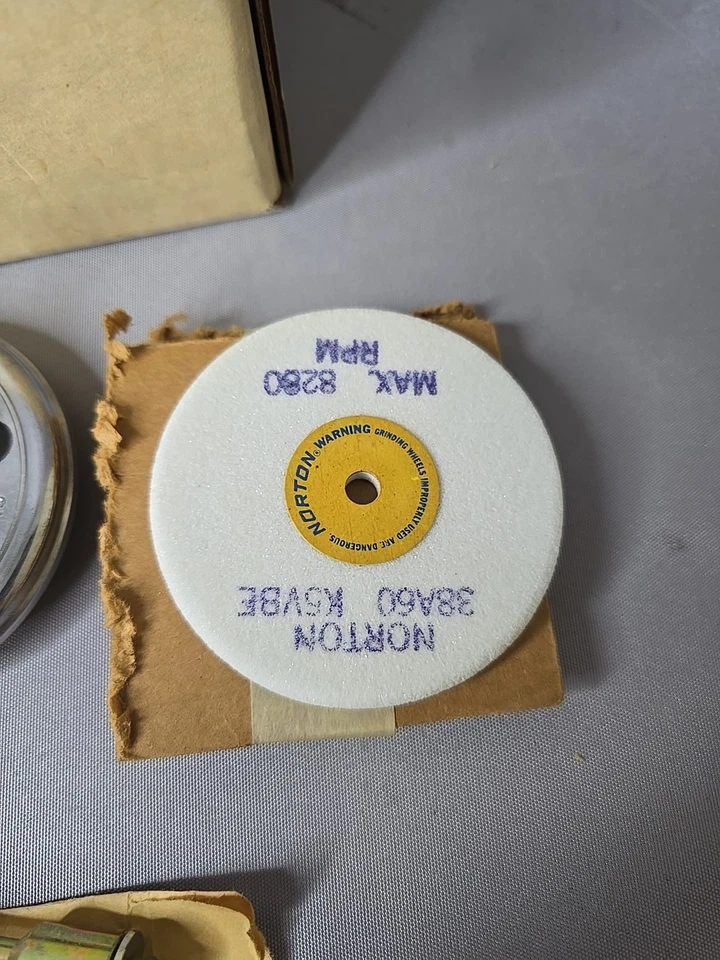 NORTON
38A60 K5VBE
NORTON® WARNING GRINDING WHEELS IMPROPERLY USED ARE DANGEROUS
MAX. 8280
RPM